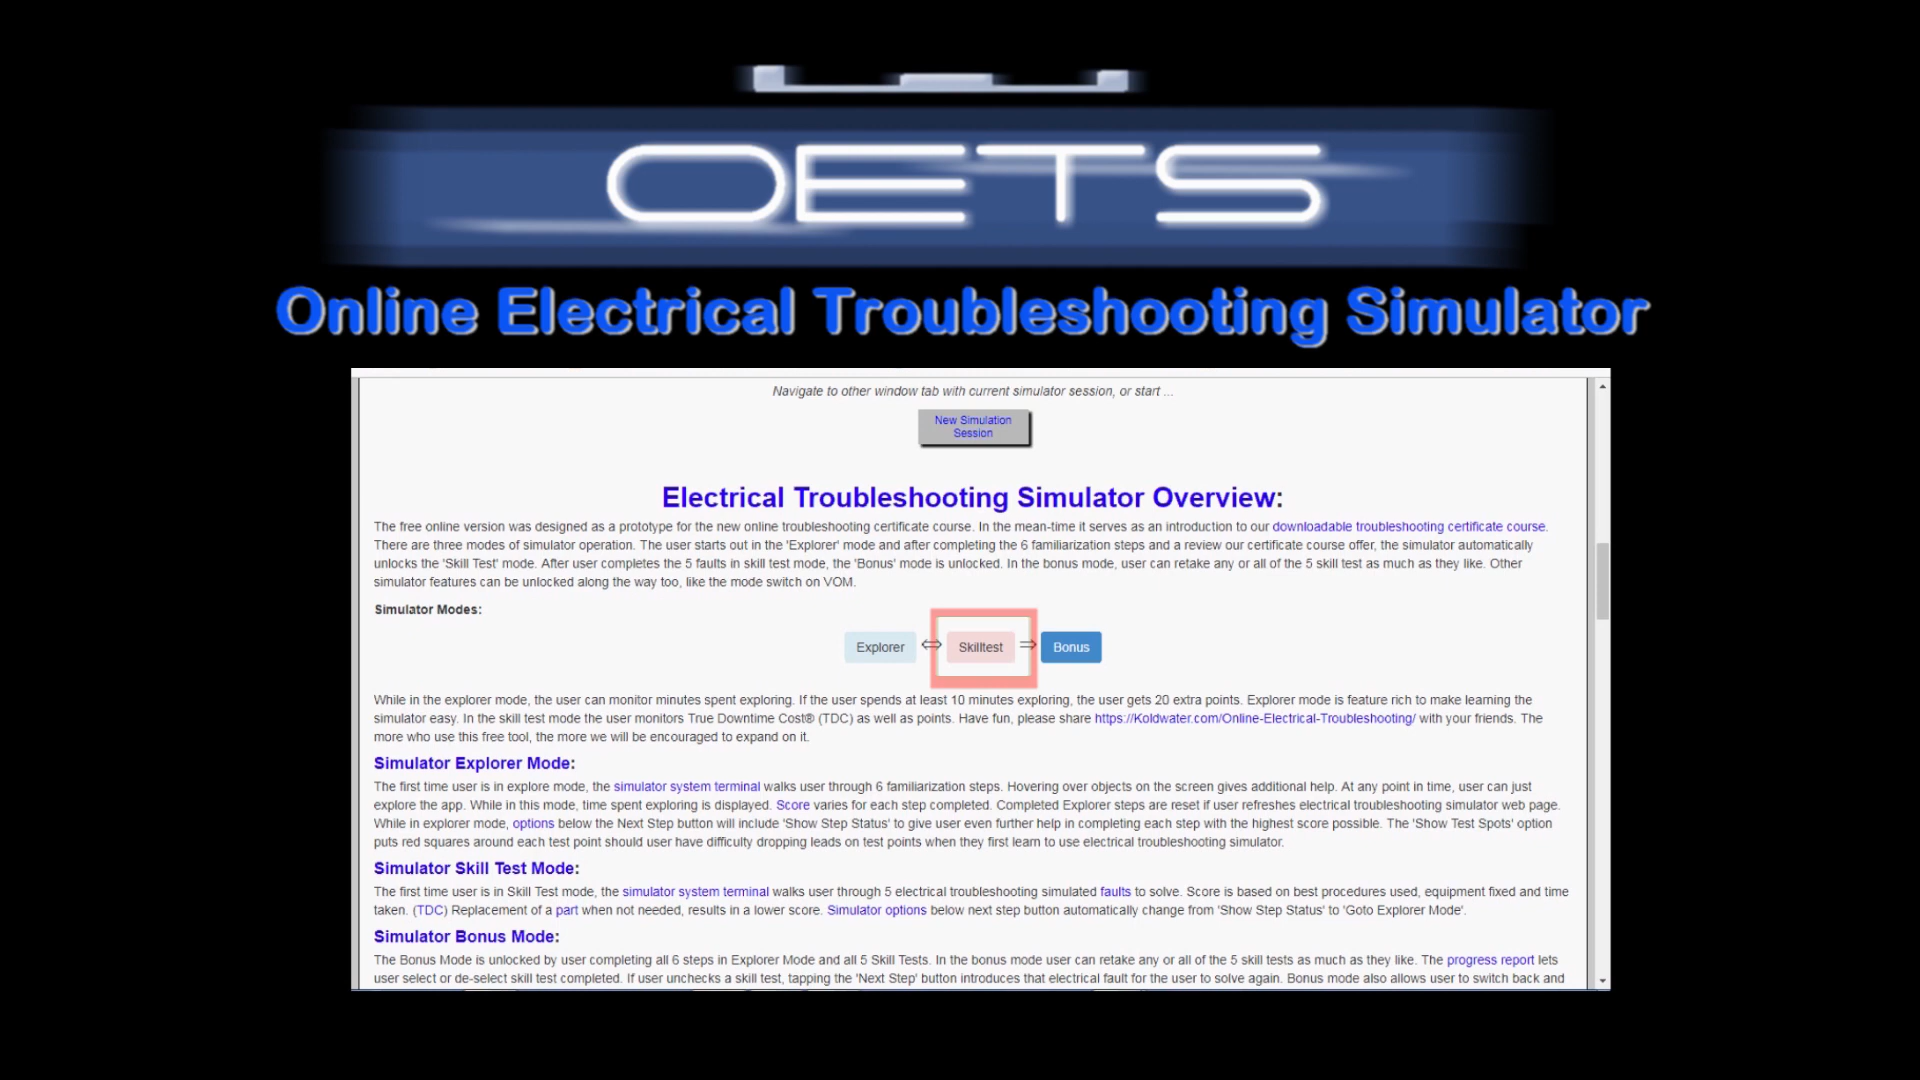 OETS
Online Electrical Troubleshooting Simulator
Navigate to other window tab with current simulator session, or start ...
New Simulation
Session
Electrical Troubleshooting Simulator Overview:
The free online version was designed as a prototype for the new online troubleshooting certificate course. In the mean-time it serves as an introduction to our downloadable troubleshooting certificate course.
There are three modes of simulator operation. The user starts out in the 'Explorer' mode and after completing the 6 familiarization steps and a review our certificate course offer, the simulator automatically
unlocks the 'Skill Test' mode. After user completes the 5 faults in skill test mode, the 'Bonus' mode is unlocked. In the bonus mode, user can retake any or all of the 5 skill test as much as they like. Other
simulator features can be unlocked along the way too, like the mode switch on VOM.
Simulator Modes:
Explorer ⇔ Skilltest ⇒ Bonus
While in the explorer mode, the user can monitor minutes spent exploring. If the user spends at least 10 minutes exploring, the user gets 20 extra points. Explorer mode is feature rich to make learning the
simulator easy. In the skill test mode the user monitors True Downtime Cost® (TDC) as well as points. Have fun, please share https://Koldwater.com/Online-Electrical-Troubleshooting/ with your friends. The
more who use this free tool, the more we will be encouraged to expand on it.
Simulator Explorer Mode:
The first time user is in explore mode, the simulator system terminal walks user through 6 familiarization steps. Hovering over objects on the screen gives additional help. At any point in time, user can just
explore the app. While in this mode, time spent exploring is displayed. Score varies for each step completed. Completed Explorer steps are reset if user refreshes electrical troubleshooting simulator web page.
While in explorer mode, options below the Next Step button will include 'Show Step Status' to give user even further help in completing each step with the highest score possible. The 'Show Test Spots' option
puts red squares around each test point should user have difficulty dropping leads on test points when they first learn to use electrical troubleshooting simulator.
Simulator Skill Test Mode:
The first time user is in Skill Test mode, the simulator system terminal walks user through 5 electrical troubleshooting simulated faults to solve. Score is based on best procedures used, equipment fixed and time
taken. (TDC) Replacement of a part when not needed, results in a lower score. Simulator options below next step button automatically change from 'Show Step Status' to 'Goto Explorer Mode'.
Simulator Bonus Mode:
The Bonus Mode is unlocked by user completing all 6 steps in Explorer Mode and all 5 Skill Tests. In the bonus mode user can retake any or all of the 5 skill tests as much as they like. The progress report lets
user select or de-select skill test completed. If user unchecks a skill test, tapping the 'Next Step' button introduces that electrical fault for the user to solve again. Bonus mode also allows user to switch back and